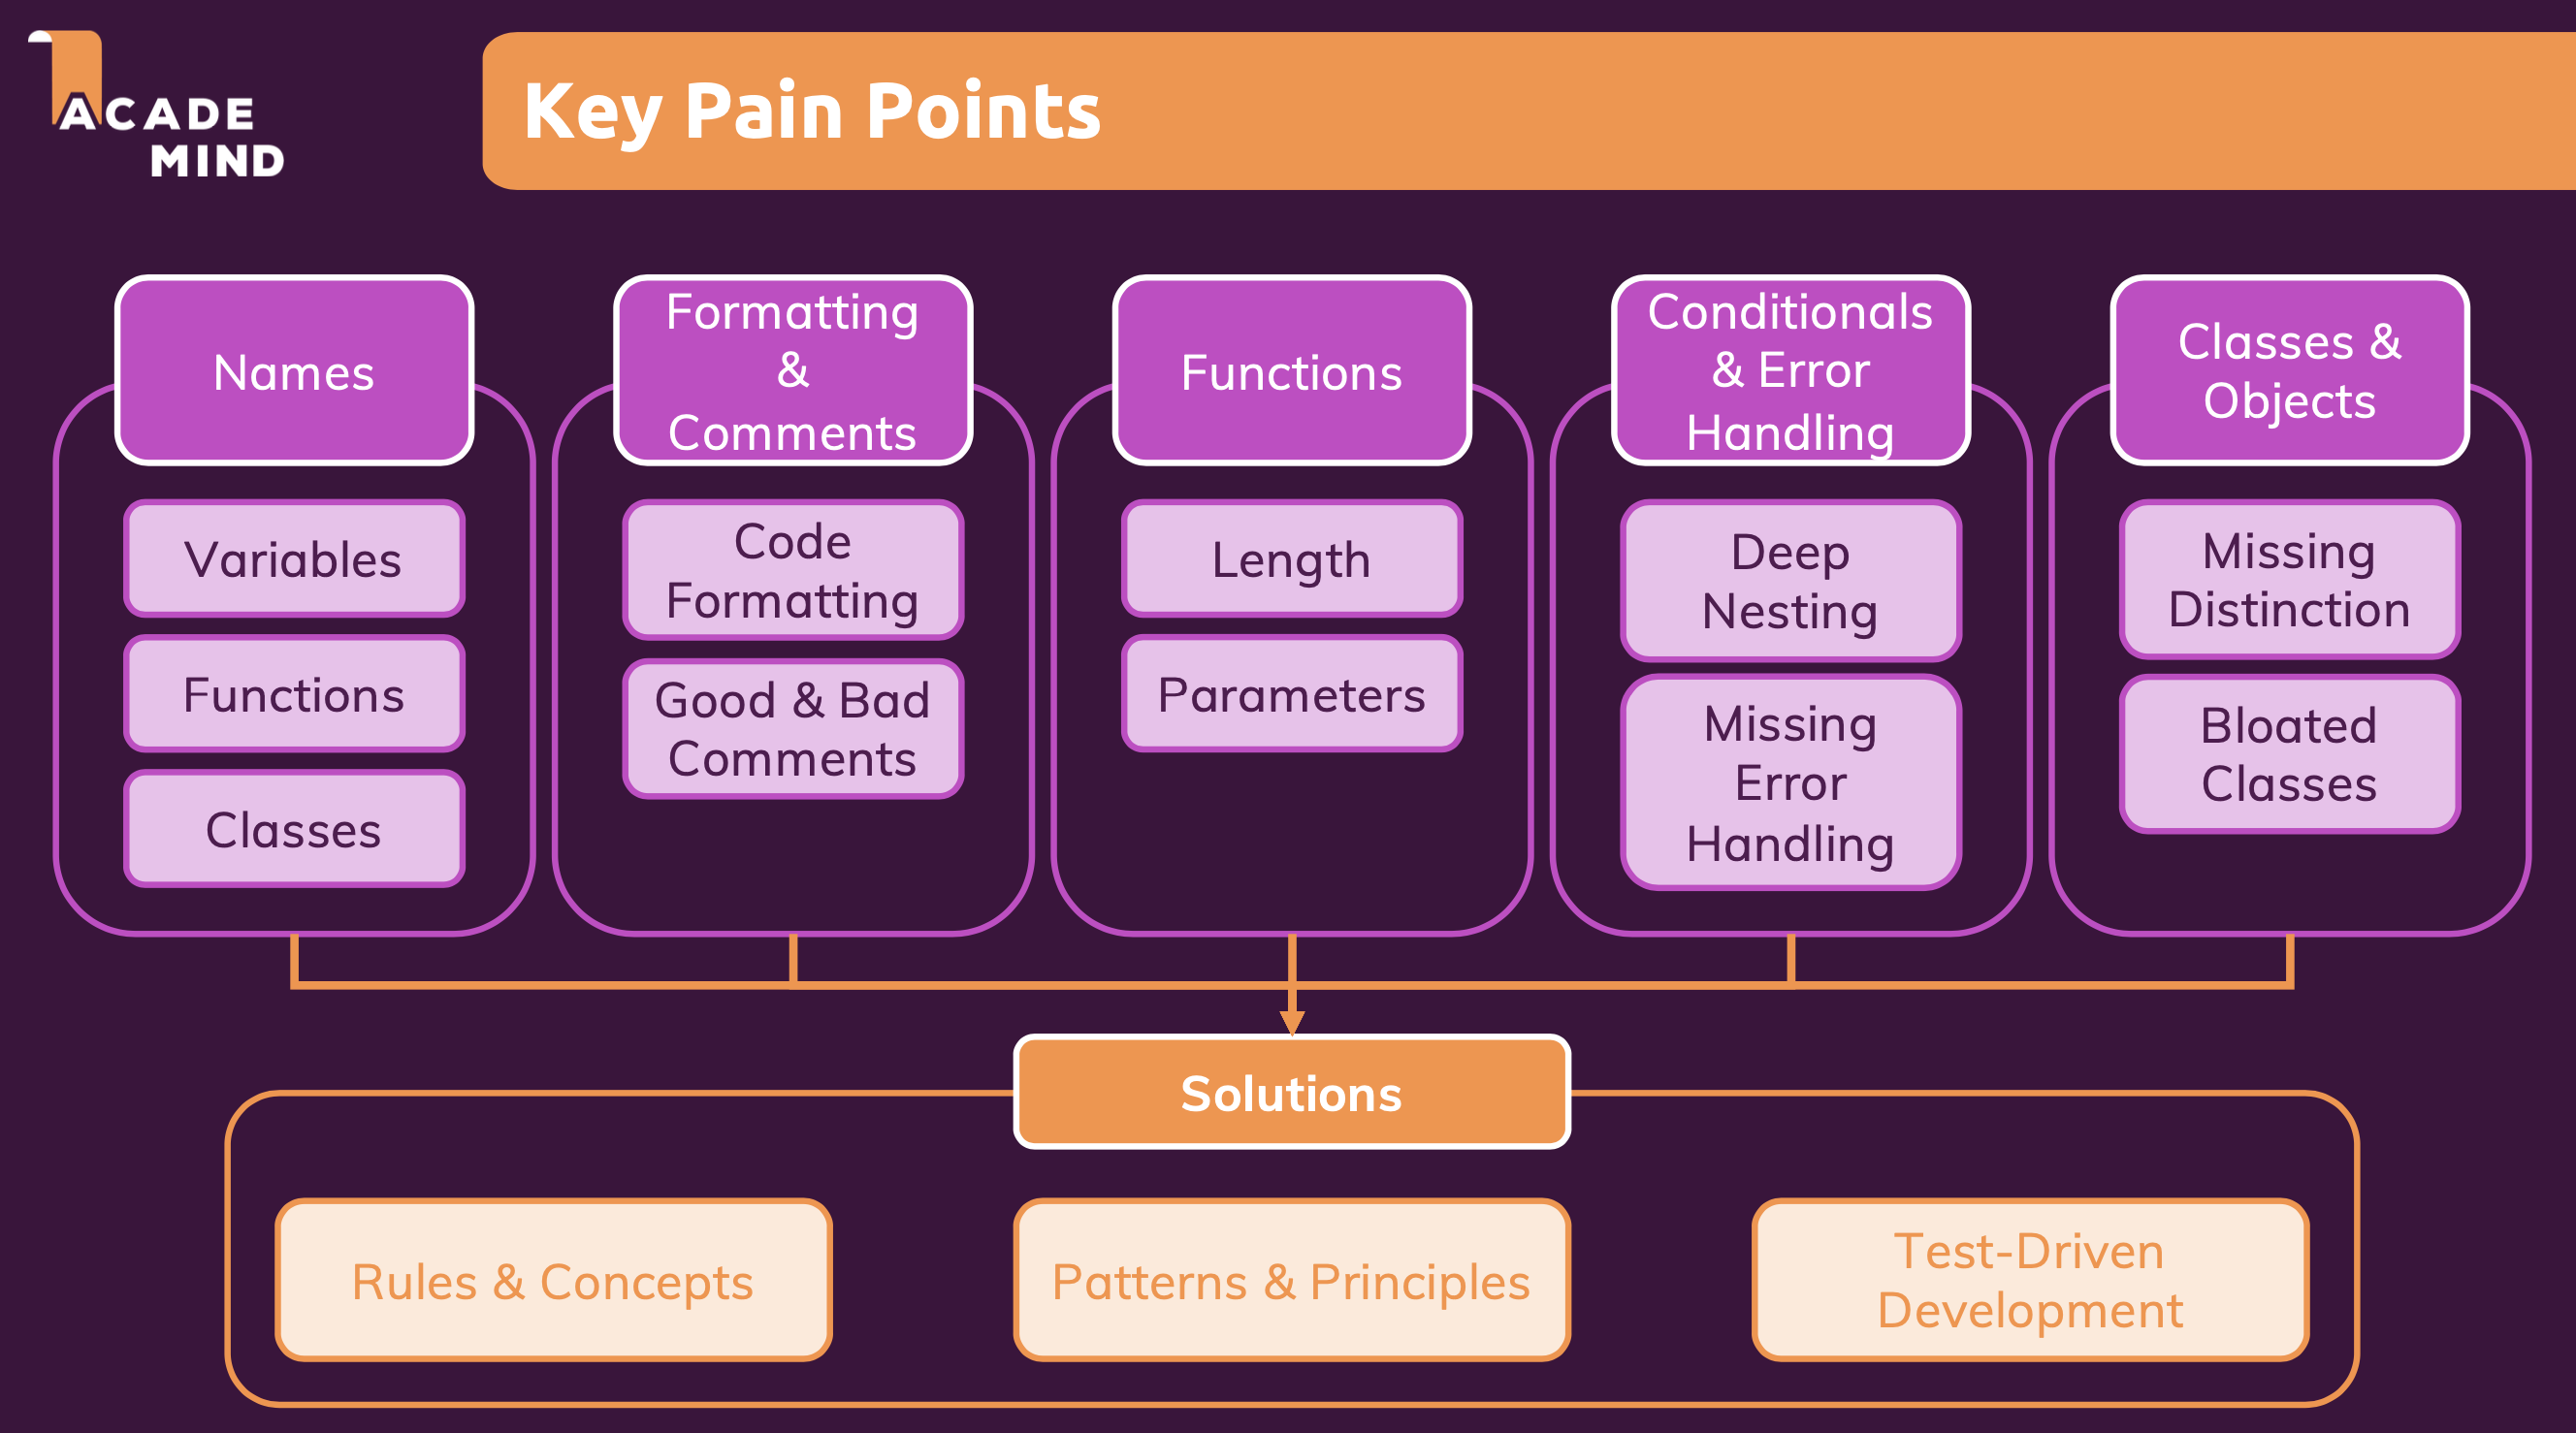 ACADE
MIND
Key Pain Points
Names
Variables
Functions
Classes
Formatting
&
Comments
Code
Formatting
Good & Bad
Comments
Functions
Length
Parameters
Conditionals
& Error
Handling
Deep
Nesting
Missing
Error
Handling
Classes &
Objects
Missing
Distinction
Bloated
Classes
Solutions
Rules & Concepts
Patterns & Principles
Test-Driven
Development